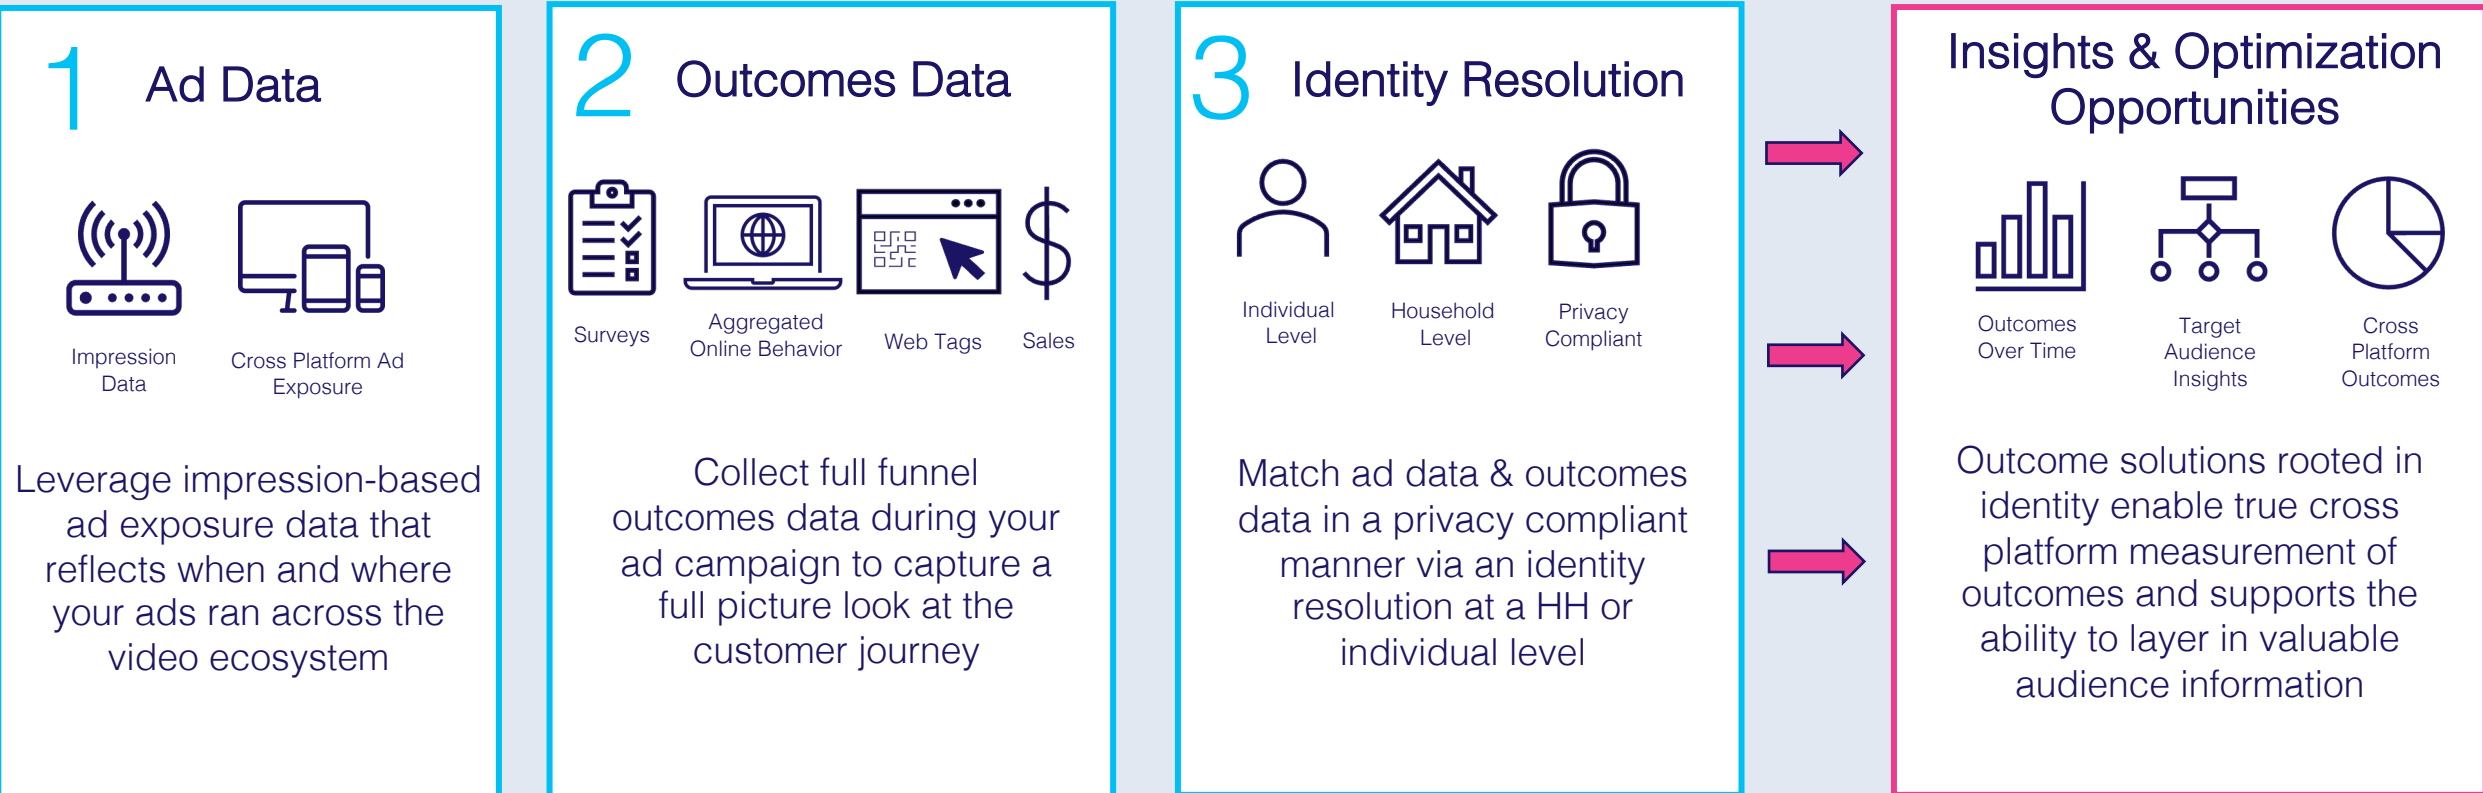 1
Ad Data
Impression
Data
Cross Platform Ad
Exposure
Leverage impression-based
ad exposure data that
reflects when and where
your ads ran across the
video ecosystem
2
Outcomes Data
Surveys
Aggregated
Online Behavior
Web Tags
Sales
Collect full funnel
outcomes data during your
ad campaign to capture a
full picture look at the
customer journey
3
Identity Resolution
Individual
Level
Household
Level
Privacy
Compliant
Match ad data & outcomes
data in a privacy compliant
manner via an identity
resolution at a HH or
individual level
Insights & Optimization
Opportunities
Outcomes
Over Time
Target
Audience
Insights
Cross
Platform
Outcomes
Outcome solutions rooted in
identity enable true cross
platform measurement of
outcomes and supports the
ability to layer in valuable
audience information